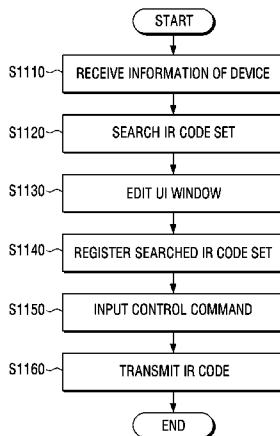 START
S1110 RECEIVE INFORMATION OF DEVICE
S1120 SEARCH IR CODE SET
S1130 EDIT UI WINDOW
S1140 REGISTER SEARCHED IR CODE SET
S1150 INPUT CONTROL COMMAND
S1160 TRANSMIT IR CODE
END